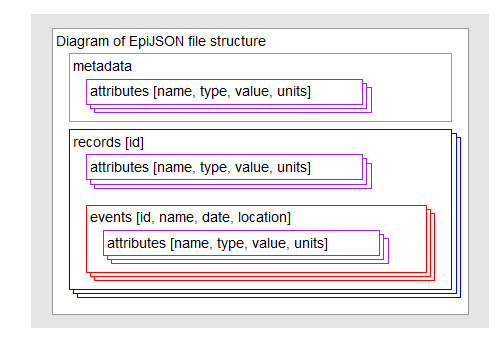 Diagram of EpiJSON file structure
metadata
attributes [name, type, value, units]
records [id]
attributes [name, type, value, units]
events [id, name, date, location]
attributes [name, type, value, units]